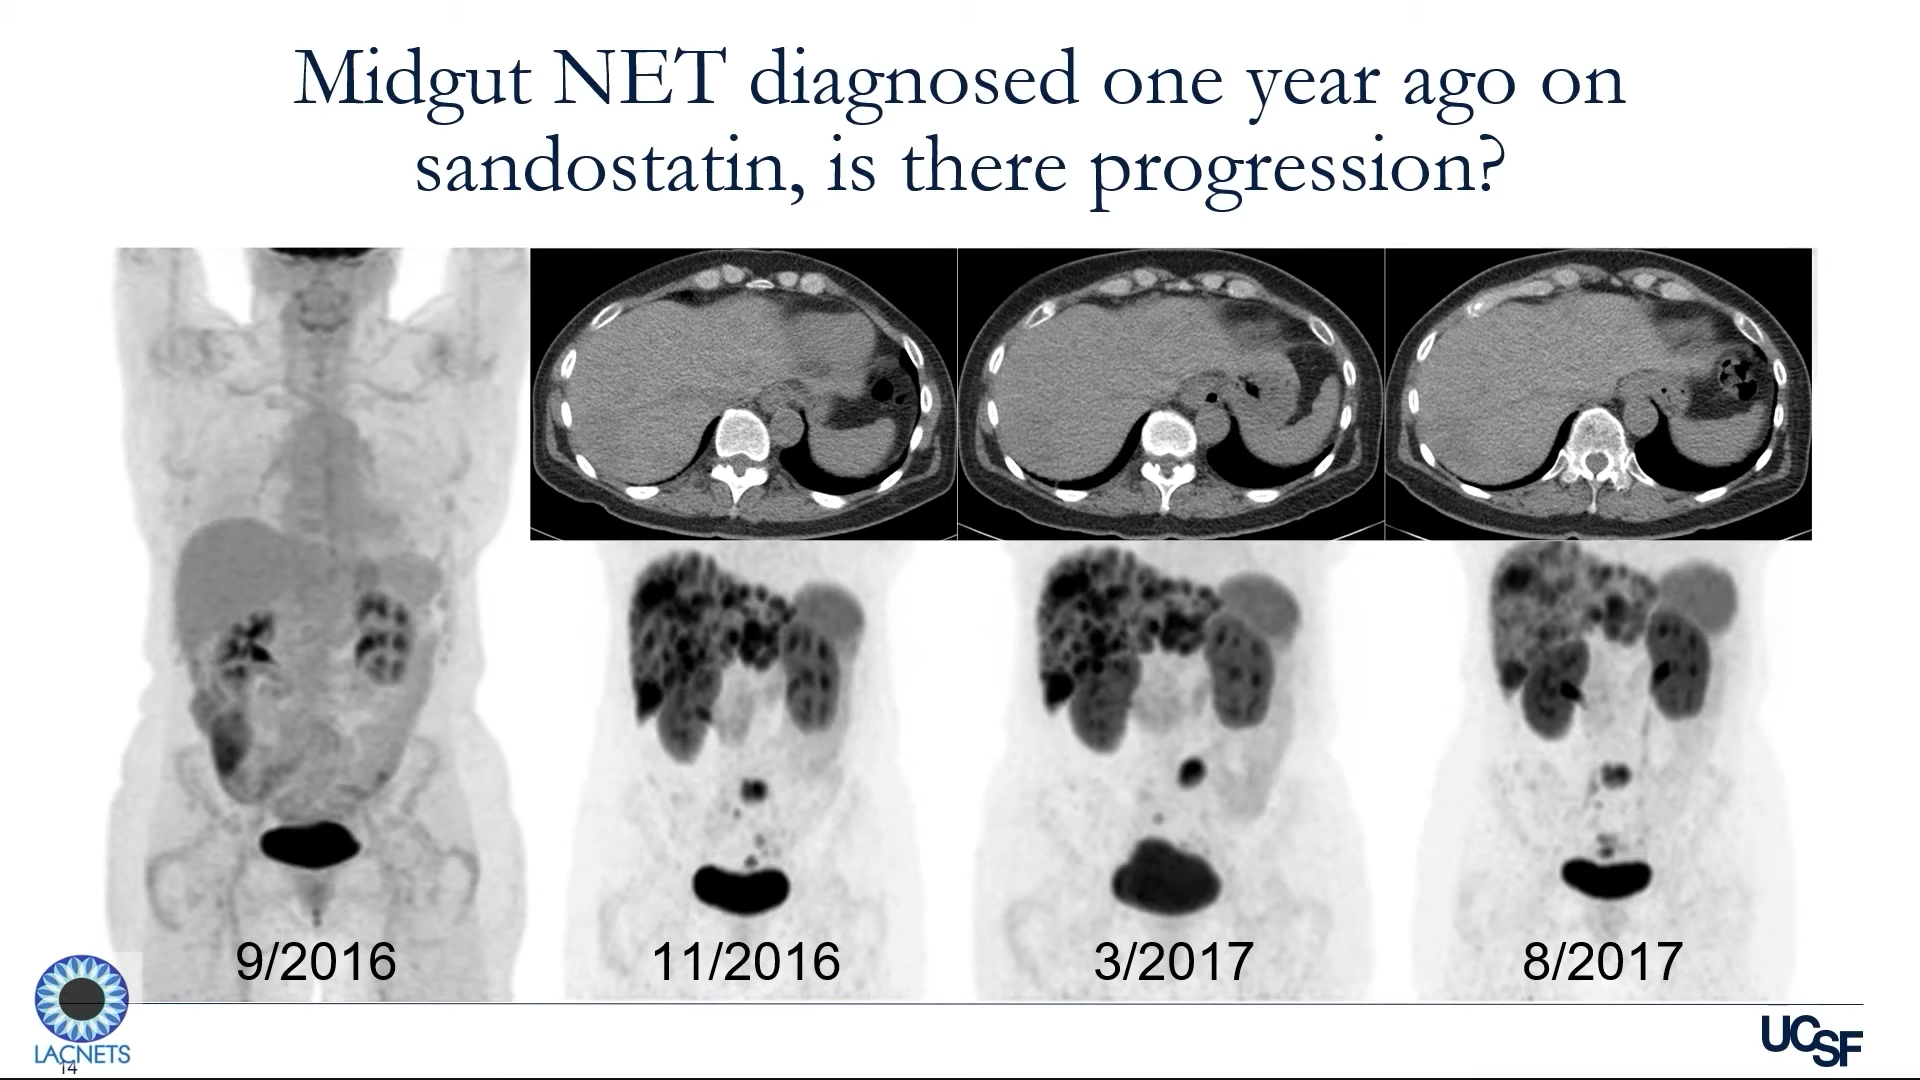 Midgut NET diagnosed one year ago on
sandostatin, is there progression?
9/2016
11/2016
3/2017
8/2017
LACNETS
14
UCSF